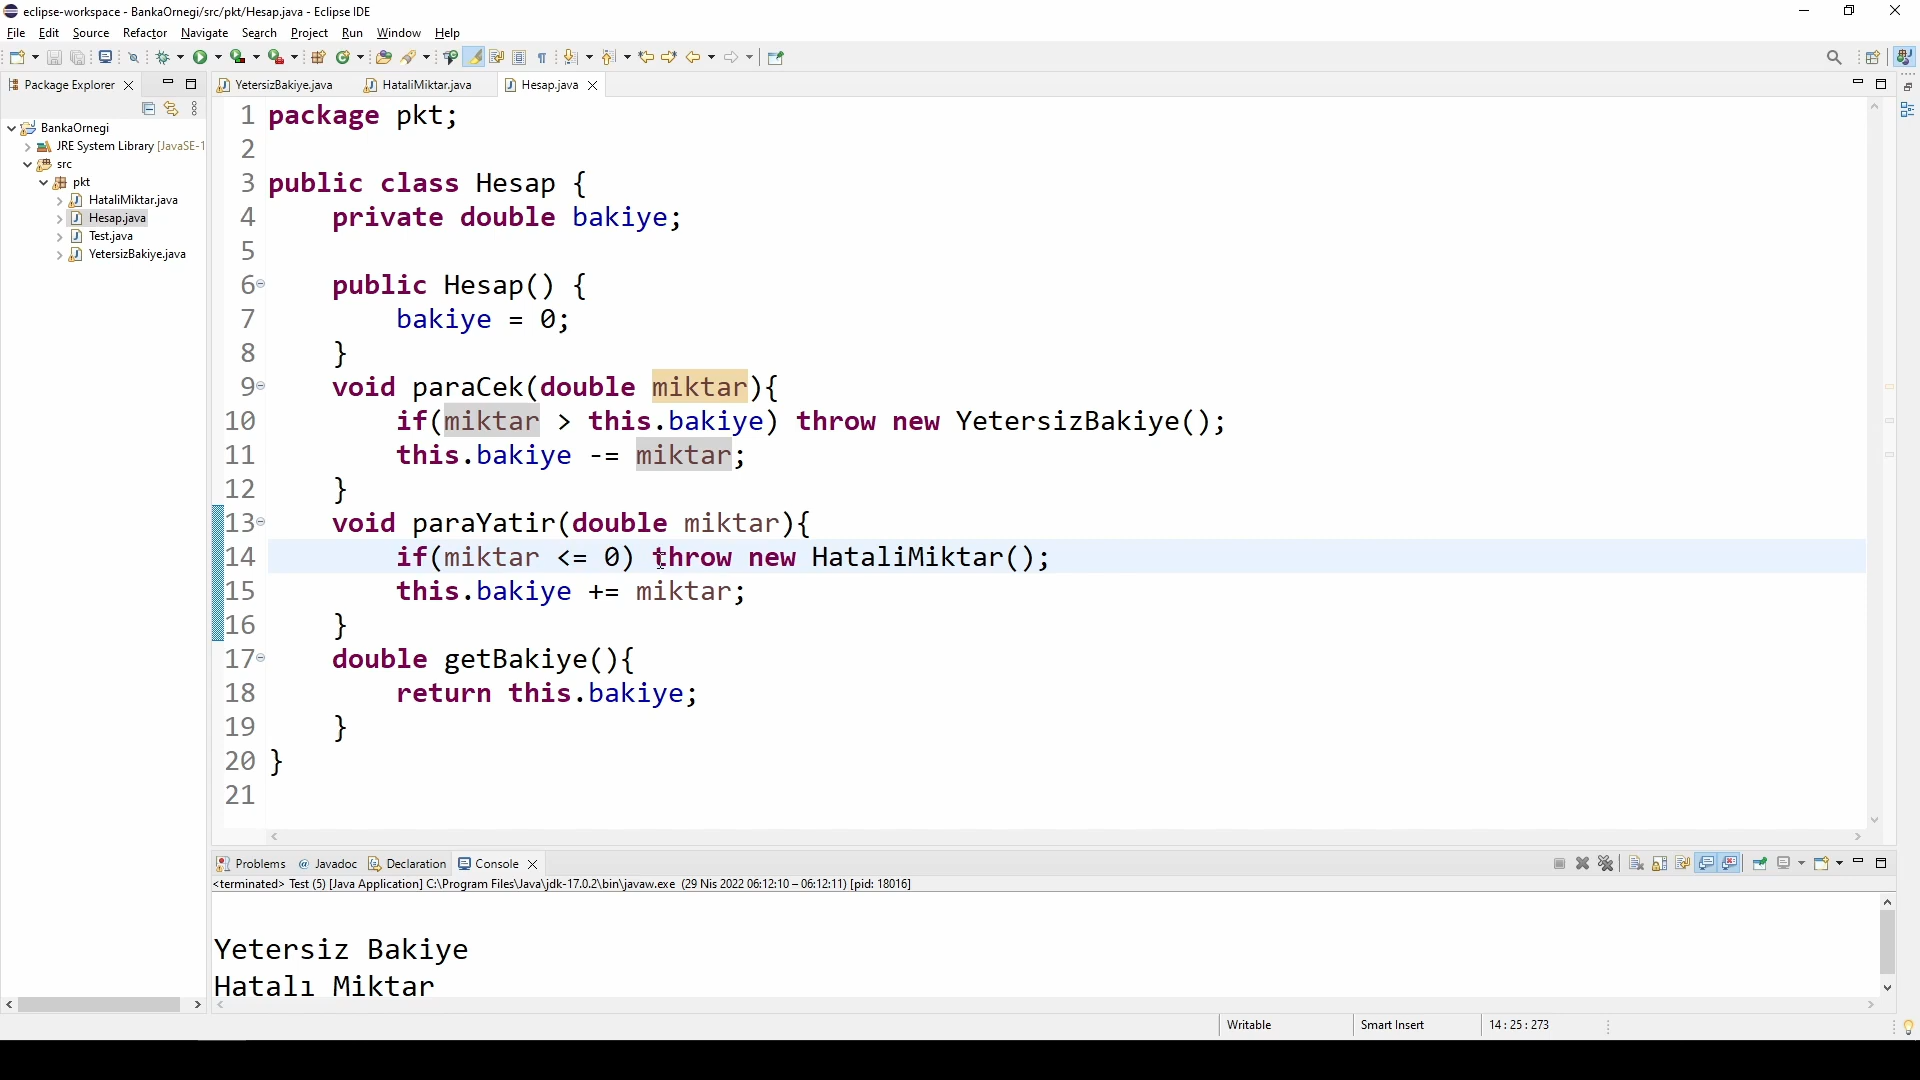 eclipse-workspace - BankaOrnegi/src/pkt/Hesap.java - Eclipse IDE
File Edit Source Refactor Navigate Search Project Run Window Help
Package Explorer
YetersizBakiye.java HataliMiktar.java Hesap.java
BankaOrnegi
JRE System Library [JavaSE-1
src
pkt
HataliMiktar.java
Hesap.java
Test.java
YetersizBakiye.java
1 package pkt;
2
3 public class Hesap {
4 private double bakiye;
5
6 public Hesap() {
7 bakiye = 0;
8 }
9 void paraCek(double miktar){
10 if(miktar > this.bakiye) throw new YetersizBakiye();
11 this.bakiye -= miktar;
12 }
13 void paraYatir(double miktar){
14 if(miktar <= 0) throw new HataliMiktar();
15 this.bakiye += miktar;
16 }
17 double getBakiye(){
18 return this.bakiye;
19 }
20 }
21
Problems Javadoc Declaration Console
<terminated> Test (5) [Java Application] C:\Program Files\Java\jdk-17.0.2\bin\javaw.exe (29 Nis 2022 06:12:10 – 06:12:11) [pid: 18016]
Yetersiz Bakiye
Hatalı Miktar
Writable Smart Insert 14 : 25 : 273